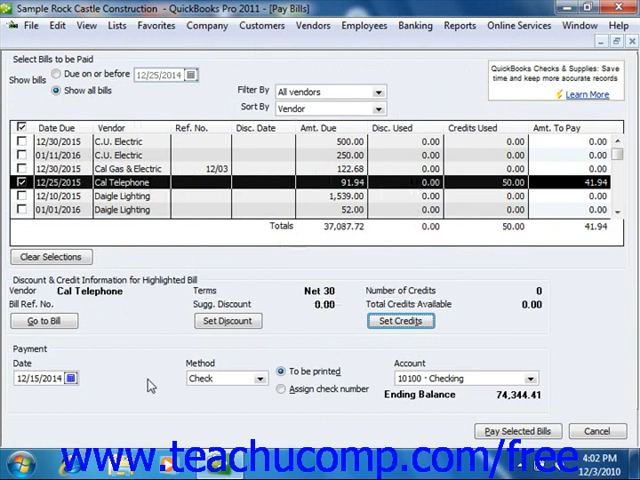 Sample Rock Castle Construction - QuickBooks Pro 2011 - [Pay Bills]
File Edit View Lists Favorites Company Customers Vendors Employees Banking Reports Online Services Window Help
Select Bills to be Paid
Show bills
Due on or before 12/25/2014
Show all bills
Filter By All vendors
Sort By Vendor
QuickBooks Checks & Supplies: Save
time and keep more accurate records
Learn More
Date Due Vendor Ref. No. Disc. Date Amt. Due Disc. Used Credits Used Amt. To Pay
12/30/2015 C.U. Electric 500.00 0.00 0.00 0.00
01/11/2016 C.U. Electric 250.00 0.00 0.00 0.00
12/30/2015 Cal Gas & Electric 12/03 122.68 0.00 0.00 0.00
12/25/2015 Cal Telephone 91.94 0.00 50.00 41.94
12/10/2015 Daigle Lighting 1,539.00 0.00 0.00 0.00
01/01/2016 Daigle Lighting 52.00 0.00 0.00 0.00
Totals 37,087.72 0.00 50.00 41.94
Clear Selections
Discount & Credit Information for Highlighted Bill
Vendor Cal Telephone Terms Net 30 Number of Credits 0
Bill Ref. No. Sugg. Discount 0.00 Total Credits Available 0.00
Go to Bill Set Discount Set Credits
Payment
Date
12/15/2014
Method
Check
To be printed
Assign check number
Account
10100 · Checking
Ending Balance 74,344.41
Pay Selected Bills Cancel
www.teachucomp.com/free
4:02 PM
12/3/2010